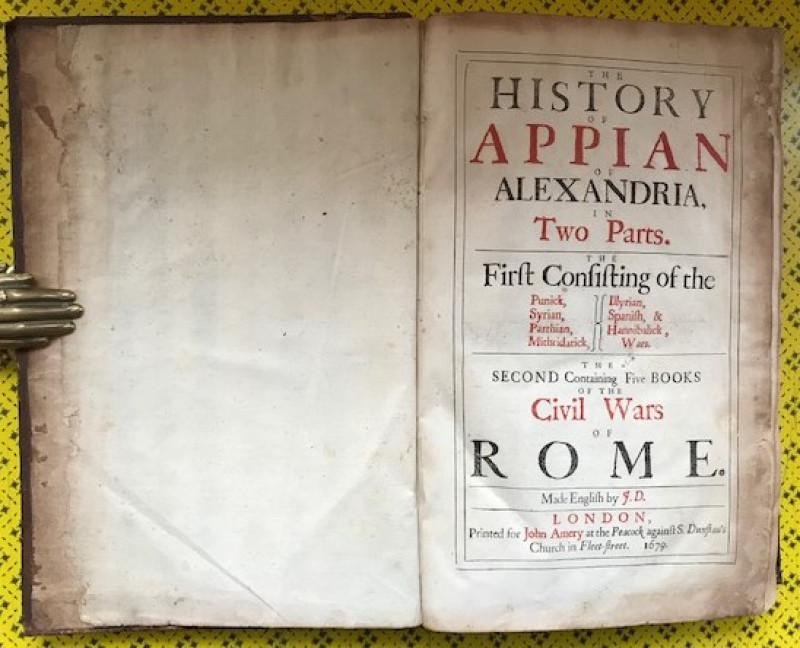 THE
HISTORY
OF
APPIAN
OF
ALEXANDRIA,
IN
Two Parts.
THE
Firſt Conſiſting of the
Punick, Illyrian,
Syrian, Spaniſh, &
Parthian, Hannibalick,
Mithridatick, Wars.
THE
SECOND Containing Five BOOKS
OF THE
Civil Wars
OF
ROME.
Made Engliſh by J.D.
LONDON,
Printed for John Amery at the Peacock againſt S. Dunſtan's
Church in Fleet-ſtreet. 1679.